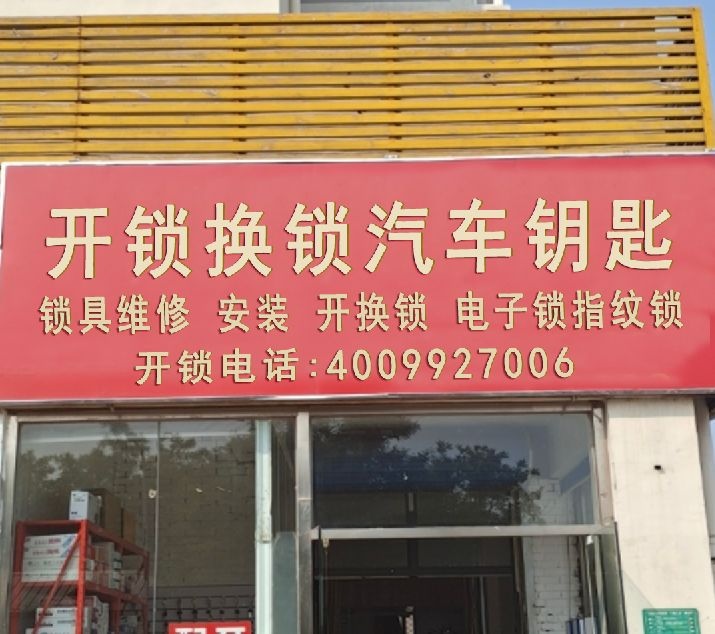 开锁换锁汽车钥匙
锁具维修 安装 开换锁 电子锁指纹锁
开锁电话:4009927006